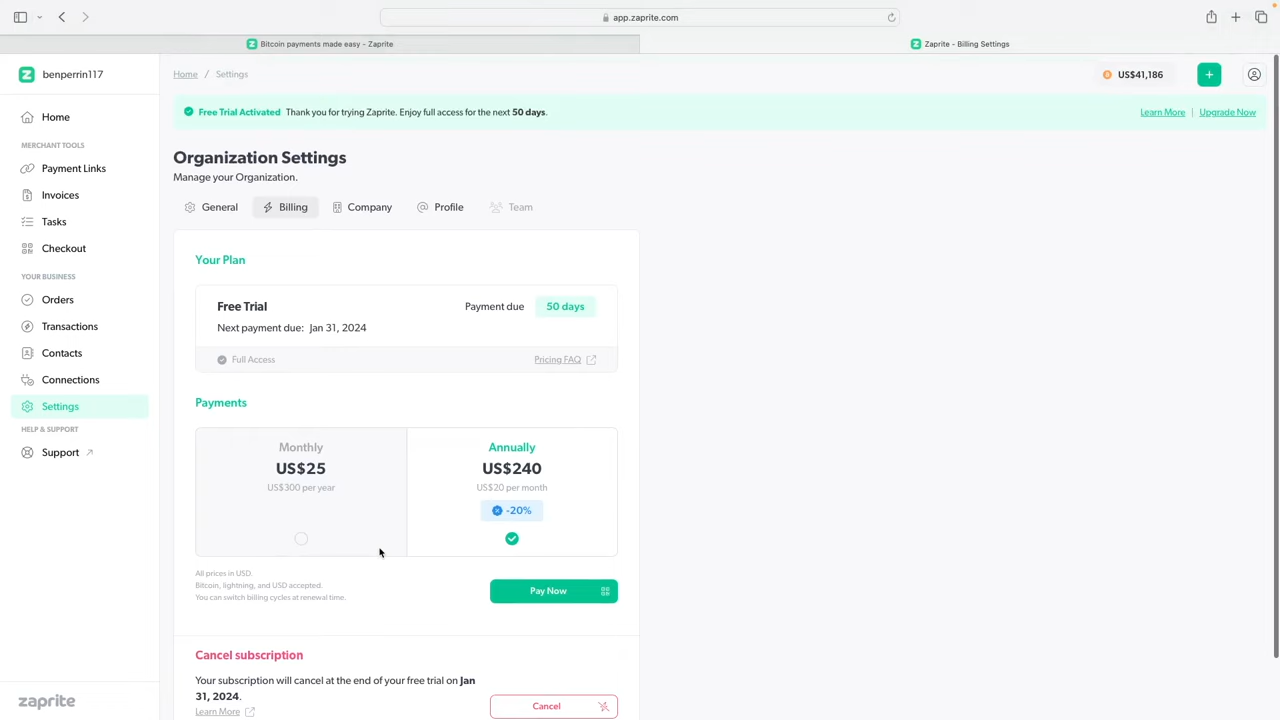 app.zaprite.com
Bitcoin payments made easy - Zaprite
Zaprite - Billing Settings
benperrin117
Home / Settings
US$41,186
+
Free Trial Activated Thank you for trying Zaprite. Enjoy full access for the next 50 days.
Learn More | Upgrade Now
Home
MERCHANT TOOLS
Payment Links
Invoices
Tasks
Checkout
YOUR BUSINESS
Orders
Transactions
Contacts
Connections
Settings
HELP & SUPPORT
Support
zaprite
Organization Settings
Manage your Organization.
General
Billing
Company
Profile
Team
Your Plan
Free Trial
Payment due 50 days
Next payment due: Jan 31, 2024
Full Access
Pricing FAQ
Payments
Monthly
US$25
US$300 per year
Annually
US$240
US$20 per month
-20%
All prices in USD.
Bitcoin, lightning, and USD accepted.
You can switch billing cycles at renewal time.
Pay Now
Cancel subscription
Your subscription will cancel at the end of your free trial on Jan
31, 2024.
Learn More
Cancel